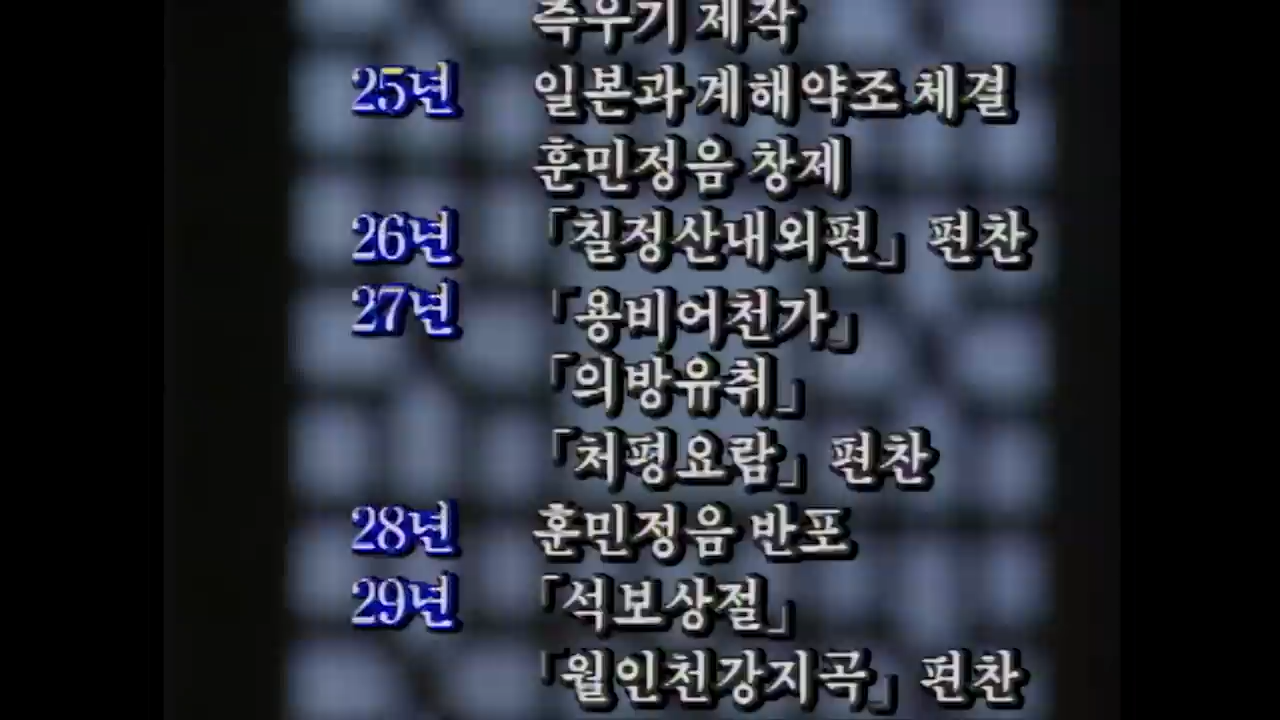 측우기 제작
25년 일본과 계해약조 체결
훈민정음 창제
26년 「칠정산내외편」 편찬
27년 「용비어천가」
「의방유취」
「처평요람」 편찬
28년 훈민정음 반포
29년 「석보상절」
「월인천강지곡」 편찬